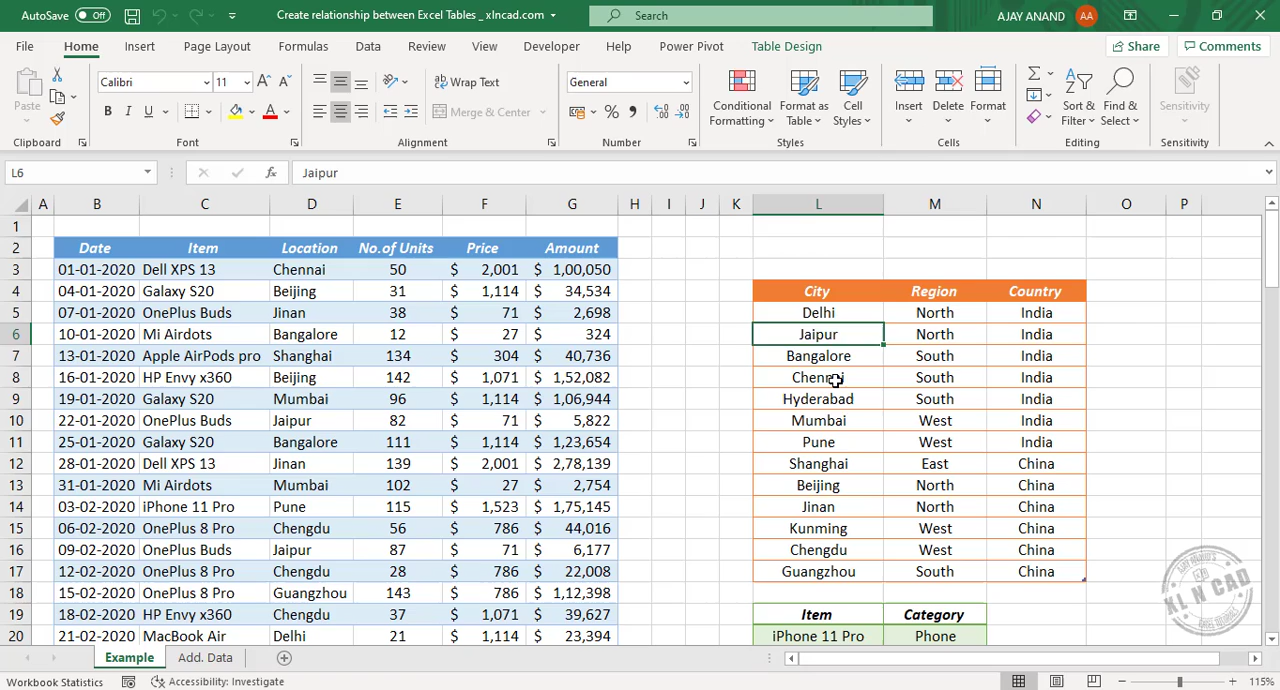 AutoSave Off Create relationship between Excel Tables _ xlncad.com Search AJAY ANAND AA
File Home Insert Page Layout Formulas Data Review View Developer Help Power Pivot Table Design Share Comments
Paste Calibri 11 A A Wrap Text General Conditional Formatting Format as Table Cell Styles Insert Delete Format Sort & Filter Find & Select Sensitivity
B I U A Merge & Center % ,
Clipboard Font Alignment Number Styles Cells Editing Sensitivity
L6 fx Jaipur
A B C D E F G H I J K L M N O P
1
2 Date Item Location No.of Units Price Amount
3 01-01-2020 Dell XPS 13 Chennai 50 $ 2,001 $ 1,00,050
4 04-01-2020 Galaxy S20 Beijing 31 $ 1,114 $ 34,534 City Region Country
5 07-01-2020 OnePlus Buds Jinan 38 $ 71 $ 2,698 Delhi North India
6 10-01-2020 Mi Airdots Bangalore 12 $ 27 $ 324 Jaipur North India
7 13-01-2020 Apple AirPods pro Shanghai 134 $ 304 $ 40,736 Bangalore South India
8 16-01-2020 HP Envy x360 Beijing 142 $ 1,071 $ 1,52,082 Chennai South India
9 19-01-2020 Galaxy S20 Mumbai 96 $ 1,114 $ 1,06,944 Hyderabad South India
10 22-01-2020 OnePlus Buds Jaipur 82 $ 71 $ 5,822 Mumbai West India
11 25-01-2020 Galaxy S20 Bangalore 111 $ 1,114 $ 1,23,654 Pune West India
12 28-01-2020 Dell XPS 13 Jinan 139 $ 2,001 $ 2,78,139 Shanghai East China
13 31-01-2020 Mi Airdots Mumbai 102 $ 27 $ 2,754 Beijing North China
14 03-02-2020 iPhone 11 Pro Pune 115 $ 1,523 $ 1,75,145 Jinan North China
15 06-02-2020 OnePlus 8 Pro Chengdu 56 $ 786 $ 44,016 Kunming West China
16 09-02-2020 OnePlus Buds Jaipur 87 $ 71 $ 6,177 Chengdu West China
17 12-02-2020 OnePlus 8 Pro Chengdu 28 $ 786 $ 22,008 Guangzhou South China
18 15-02-2020 OnePlus 8 Pro Guangzhou 143 $ 786 $ 1,12,398
19 18-02-2020 HP Envy x360 Chengdu 37 $ 1,071 $ 39,627 Item Category
20 21-02-2020 MacBook Air Delhi 21 $ 1,114 $ 23,394 iPhone 11 Pro Phone
XL N CAD
Example Add. Data
Workbook Statistics Accessibility: Investigate 115%